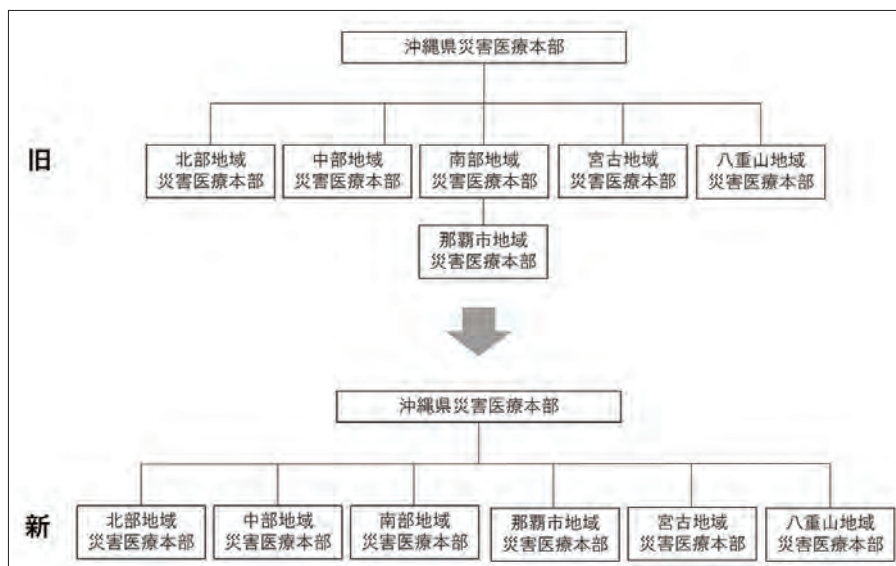 沖縄県災害医療本部
旧
北部地域
災害医療本部
中部地域
災害医療本部
南部地域
災害医療本部
宮古地域
災害医療本部
八重山地域
災害医療本部
那覇市地域
災害医療本部
沖縄県災害医療本部
新
北部地域
災害医療本部
中部地域
災害医療本部
南部地域
災害医療本部
那覇市地域
災害医療本部
宮古地域
災害医療本部
八重山地域
災害医療本部